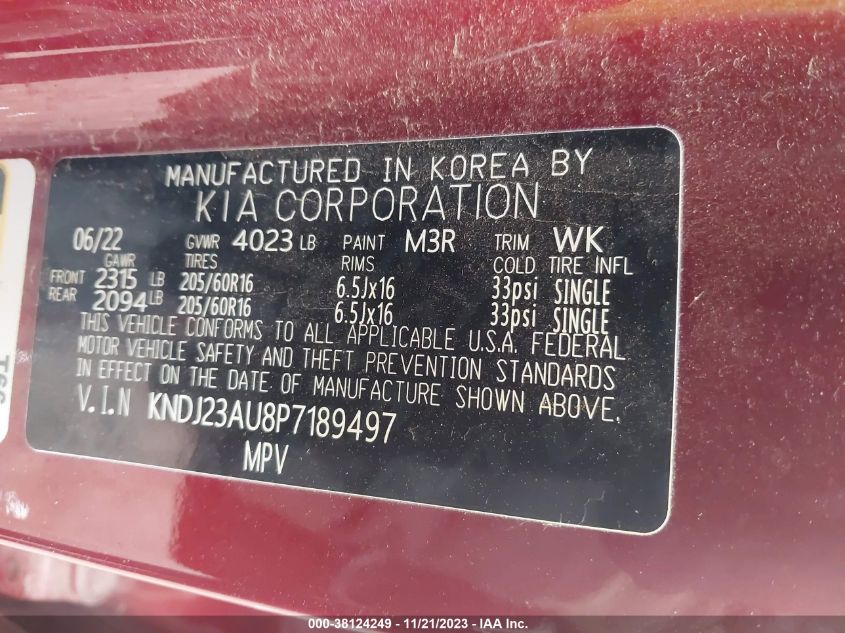 MANUFACTURED IN KOREA BY
KIA CORPORATION
06/22 GVWR 4023 LB PAINT M3R TRIM WK
GAWR TIRES RIMS COLD TIRE INFL
FRONT 2315 LB 205/60R16 6.5Jx16 33psi SINGLE
REAR 2094 LB 205/60R16 6.5Jx16 33psi SINGLE
THIS VEHICLE CONFORMS TO ALL APPLICABLE U.S.A. FEDERAL
MOTOR VEHICLE SAFETY AND THEFT PREVENTION STANDARDS
IN EFFECT ON THE DATE OF MANUFACTURE SHOWN ABOVE.
V.I.N KNDJ23AU8P7189497
MPV
000-38124249 - 11/21/2023 - IAA Inc.